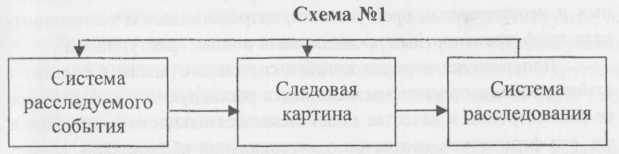 Схема №1
Система
расследуемого
события
Следовая
картина
Система
расследования